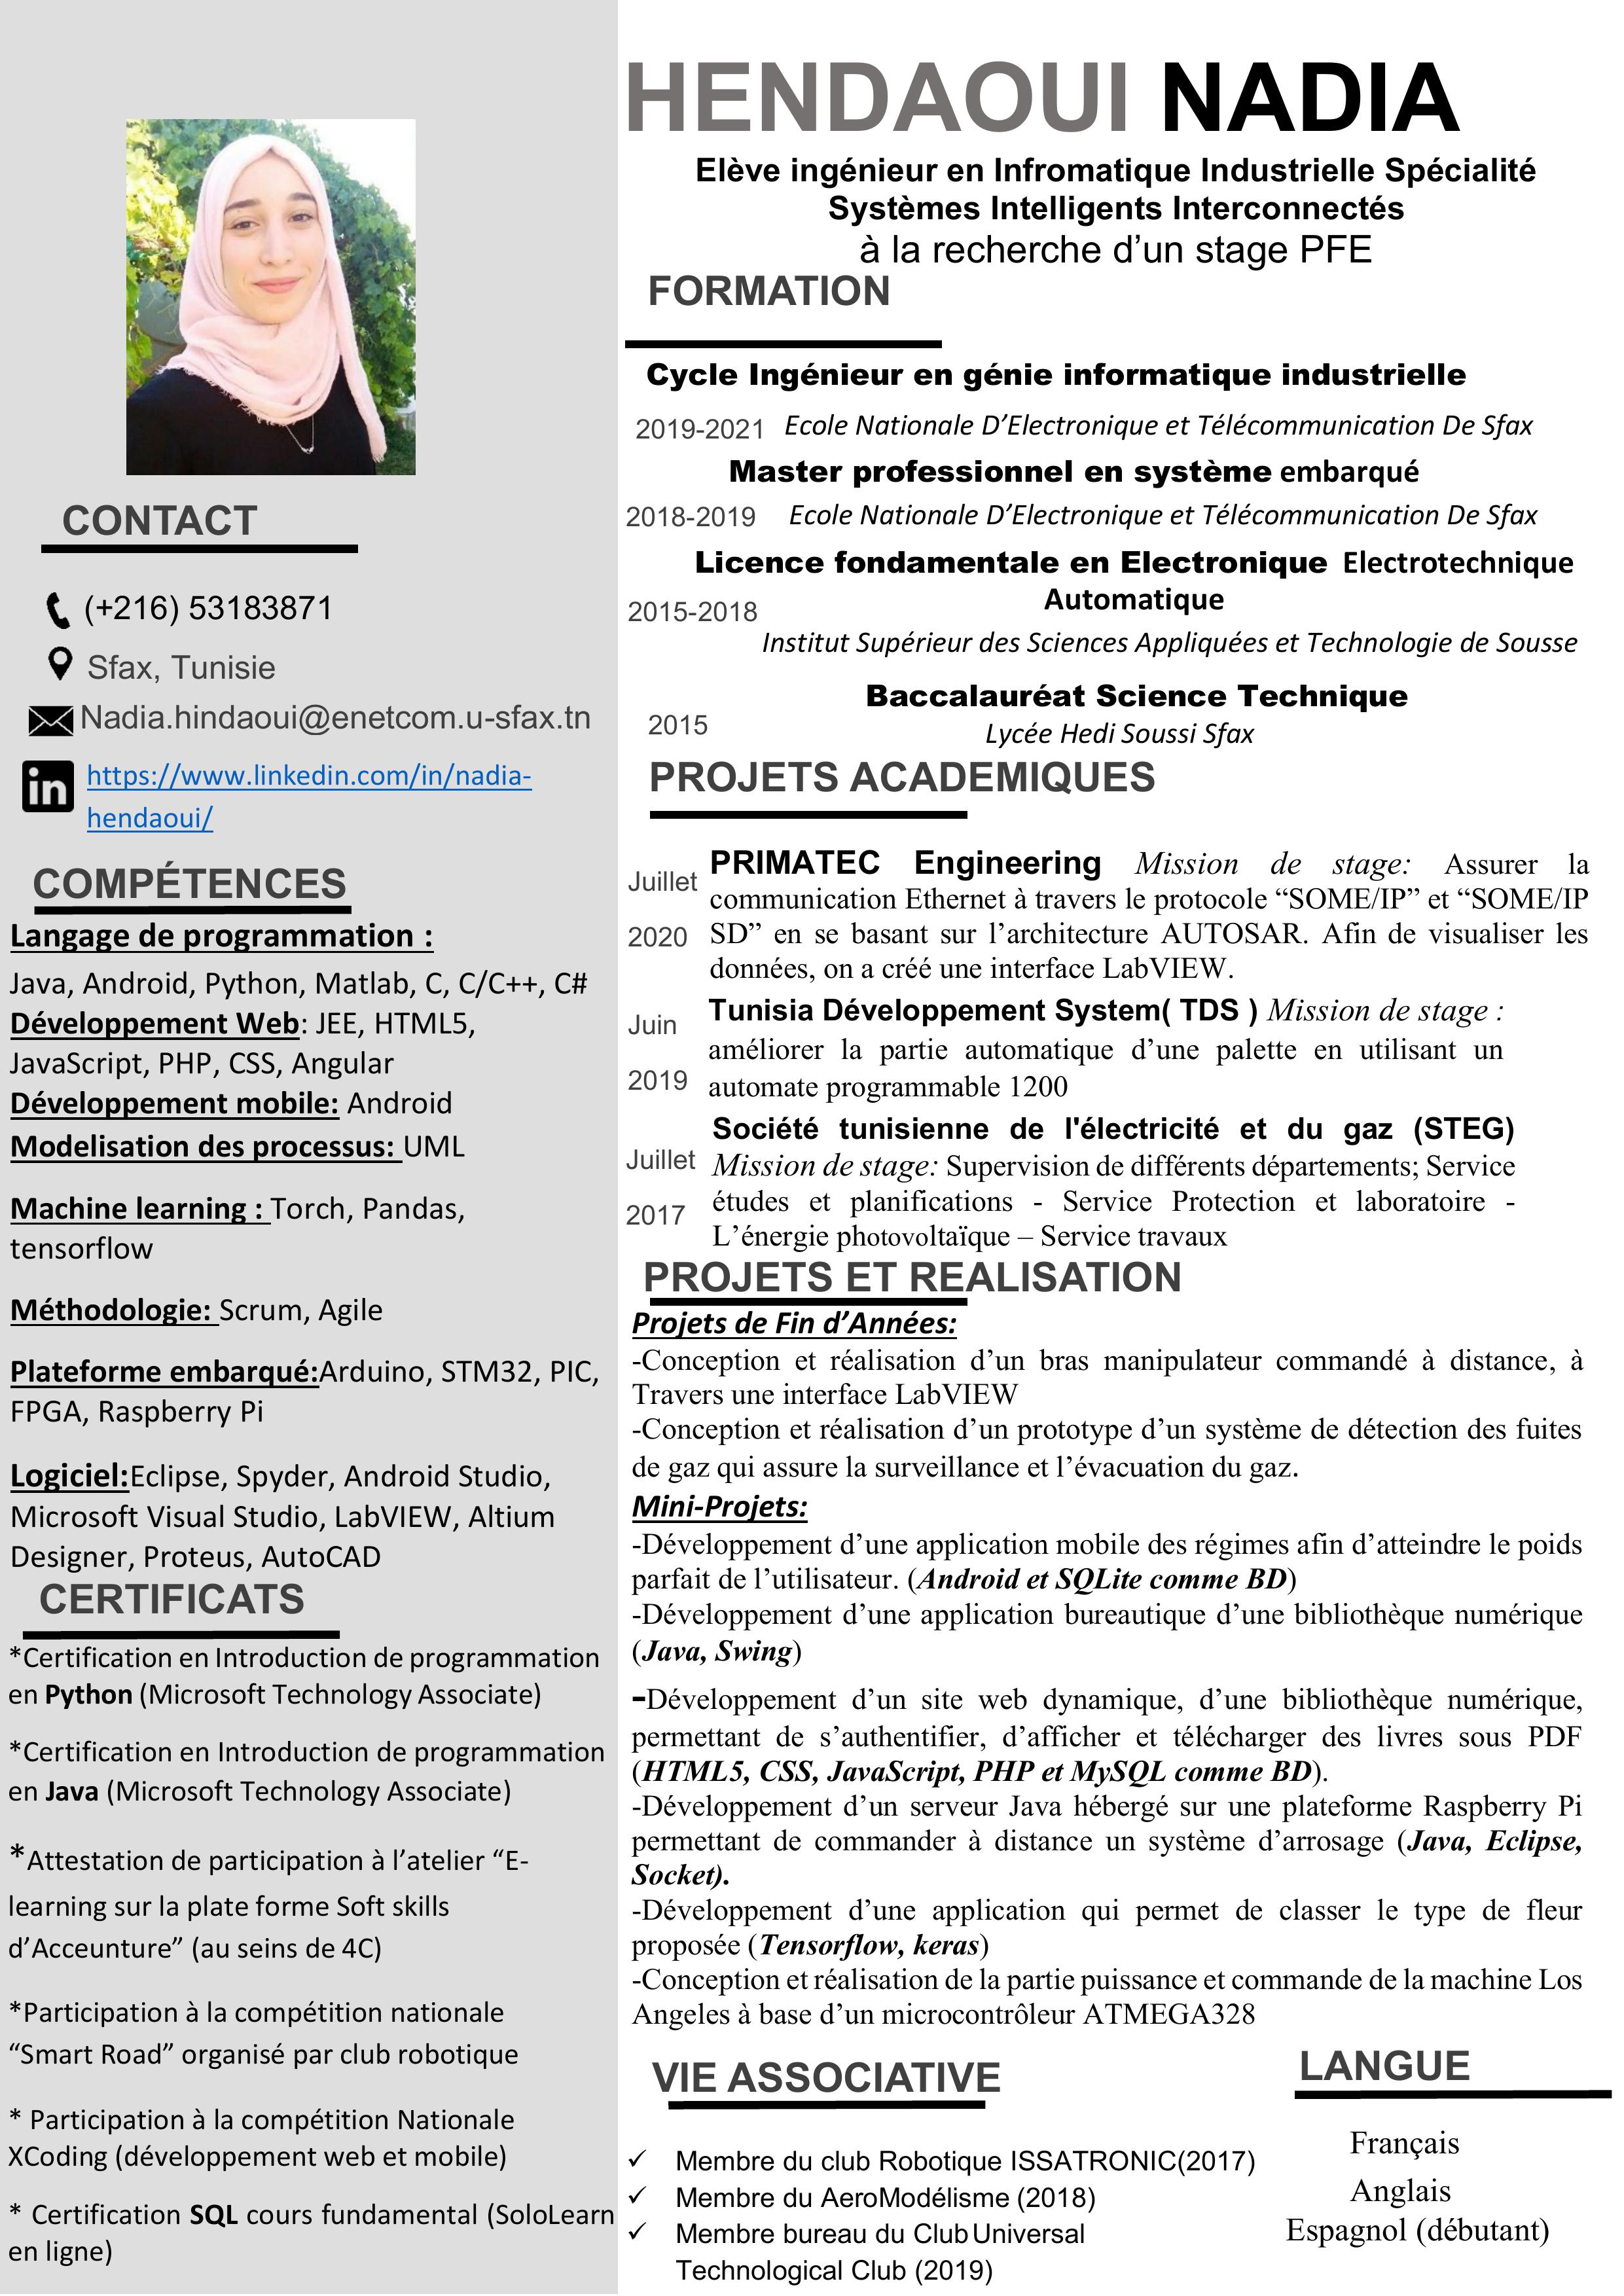 HENDAOUI NADIA
Elève ingénieur en Infromatique Industrielle Spécialité
Systèmes Intelligents Interconnectés
à la recherche d’un stage PFE
CONTACT
(+216) 53183871
Sfax, Tunisie
Nadia.hindaoui@enetcom.u-sfax.tn
in
https://www.linkedin.com/in/nadia-
hendaoui/
COMPÉTENCES
Langage de programmation :
Java, Android, Python, Matlab, C, C/C++, C#
Développement Web: JEE, HTML5,
JavaScript, PHP, CSS, Angular
Développement mobile: Android
Modelisation des processus: UML
Machine learning : Torch, Pandas,
tensorflow
Méthodologie: Scrum, Agile
Plateforme embarqué:Arduino, STM32, PIC,
FPGA, Raspberry Pi
Logiciel:Eclipse, Spyder, Android Studio,
Microsoft Visual Studio, LabVIEW, Altium
Designer, Proteus, AutoCAD
CERTIFICATS
*Certification en Introduction de programmation
en Python (Microsoft Technology Associate)
*Certification en Introduction de programmation
en Java (Microsoft Technology Associate)
*Attestation de participation à l’atelier “E-
learning sur la plate forme Soft skills
d’Acceunture” (au seins de 4C)
*Participation à la compétition nationale
“Smart Road” organisé par club robotique
* Participation à la compétition Nationale
XCoding (développement web et mobile)
* Certification SQL cours fundamental (SoloLearn
en ligne)
FORMATION
Cycle Ingénieur en génie informatique industrielle
2019-2021 Ecole Nationale D’Electronique et Télécommunication De Sfax
Master professionnel en système embarqué
2018-2019 Ecole Nationale D’Electronique et Télécommunication De Sfax
Licence fondamentale en Electronique Electrotechnique
Automatique
2015-2018
Institut Supérieur des Sciences Appliquées et Technologie de Sousse
Baccalauréat Science Technique
2015
Lycée Hedi Soussi Sfax
PROJETS ACADEMIQUES
Juillet
2020
PRIMATEC Engineering Mission de stage: Assurer la
communication Ethernet à travers le protocole “SOME/IP” et “SOME/IP
SD” en se basant sur l’architecture AUTOSAR. Afin de visualiser les
données, on a créé une interface LabVIEW.
Juin
2019
Tunisia Développement System( TDS ) Mission de stage :
améliorer la partie automatique d’une palette en utilisant un
automate programmable 1200
Juillet
2017
Société tunisienne de l'électricité et du gaz (STEG)
Mission de stage: Supervision de différents départements; Service
études et planifications - Service Protection et laboratoire -
L’énergie photovoltaïque – Service travaux
PROJETS ET REALISATION
Projets de Fin d’Années:
-Conception et réalisation d’un bras manipulateur commandé à distance, à
Travers une interface LabVIEW
-Conception et réalisation d’un prototype d’un système de détection des fuites
de gaz qui assure la surveillance et l’évacuation du gaz.
Mini-Projets:
-Développement d’une application mobile des régimes afin d’atteindre le poids
parfait de l’utilisateur. (Android et SQLite comme BD)
-Développement d’une application bureautique d’une bibliothèque numérique
(Java, Swing)
-Développement d’un site web dynamique, d’une bibliothèque numérique,
permettant de s’authentifier, d’afficher et télécharger des livres sous PDF
(HTML5, CSS, JavaScript, PHP et MySQL comme BD).
-Développement d’un serveur Java hébergé sur une plateforme Raspberry Pi
permettant de commander à distance un système d’arrosage (Java, Eclipse,
Socket).
-Développement d’une application qui permet de classer le type de fleur
proposée (Tensorflow, keras)
-Conception et réalisation de la partie puissance et commande de la machine Los
Angeles à base d’un microcontrôleur ATMEGA328
VIE ASSOCIATIVE
✓ Membre du club Robotique ISSATRONIC(2017)
✓ Membre du AeroModélisme (2018)
✓ Membre bureau du Club Universal
Technological Club (2019)
LANGUE
Français
Anglais
Espagnol (débutant)